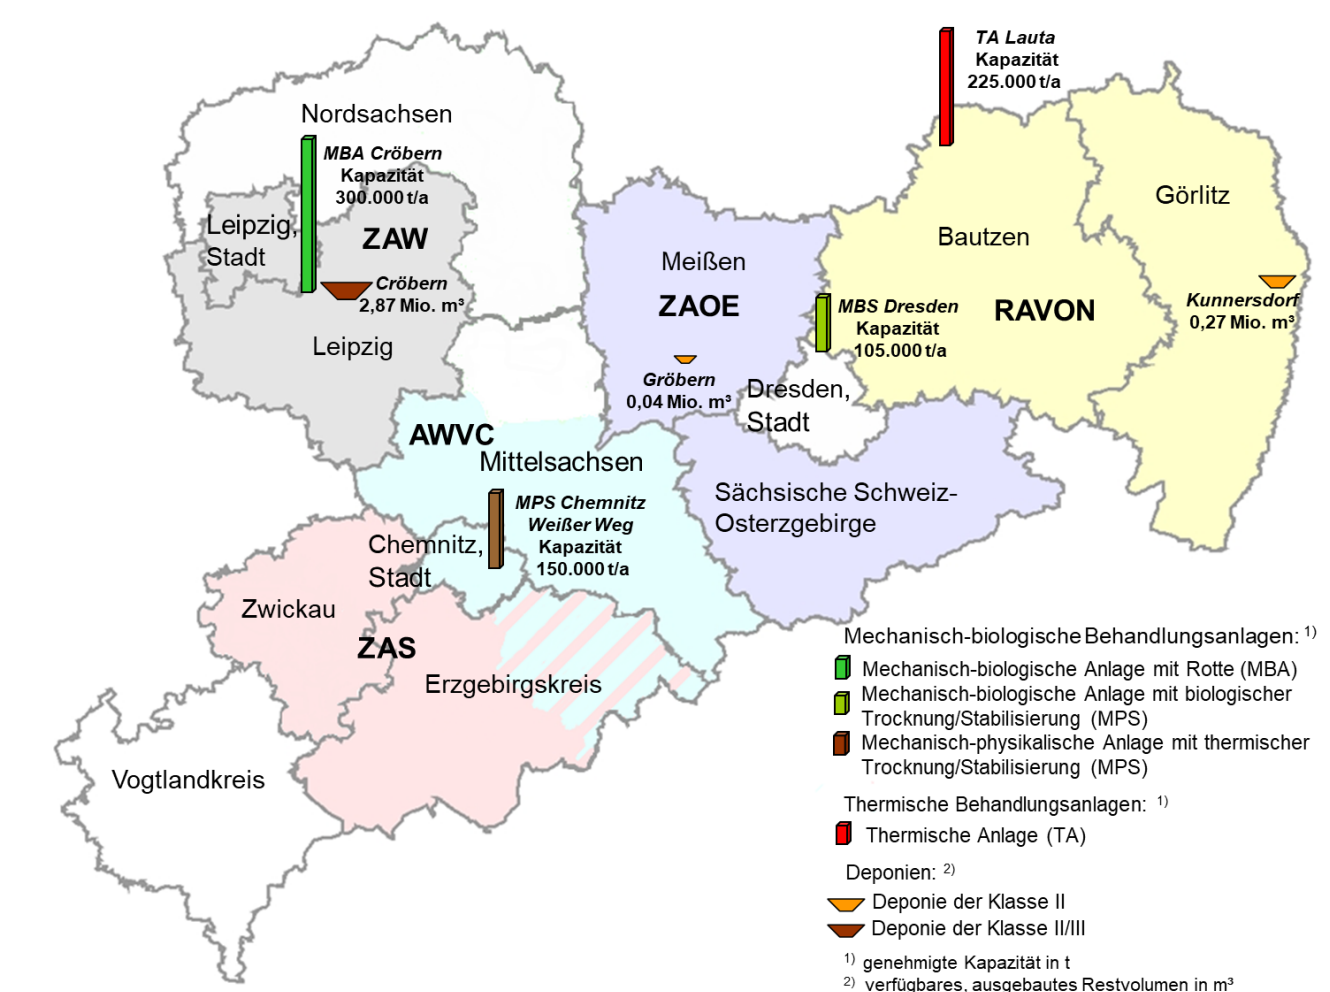 TA Lauta
Kapazität
225.000 t/a
Nordsachsen
MBA Cröbern
Kapazität
300.000 t/a
Görlitz
Leipzig,
Stadt
ZAW
Bautzen
Meißen
ZAOE
Cröbern
2,87 Mio. m³
MBS Dresden
Kapazität
105.000 t/a
RAVON
Kunnersdorf
0,27 Mio. m³
Leipzig
Gröbern
0,04 Mio. m³
Dresden,
Stadt
AWVC
Mittelsachsen
Sächsische Schweiz-
Osterzgebirge
MPS Chemnitz
Weißer Weg
Kapazität
150.000 t/a
Chemnitz,
Stadt
Zwickau
ZAS
Erzgebirgskreis
Vogtlandkreis
Mechanisch-biologische Behandlungsanlagen: 1)
Mechanisch-biologische Anlage mit Rotte (MBA)
Mechanisch-biologische Anlage mit biologischer
Trocknung/Stabilisierung (MPS)
Mechanisch-physikalische Anlage mit thermischer
Trocknung/Stabilisierung (MPS)
Thermische Behandlungsanlagen: 1)
Thermische Anlage (TA)
Deponien: 2)
Deponie der Klasse II
Deponie der Klasse II/III
1) genehmigte Kapazität in t
2) verfügbares, ausgebautes Restvolumen in m³